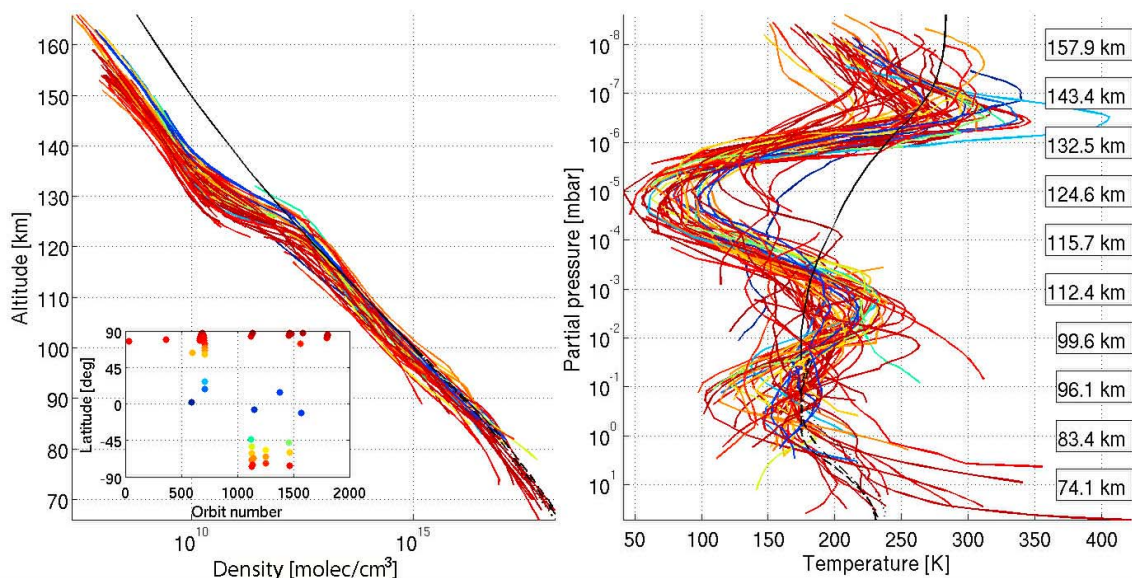 160
150
140
130
120
110
100
90
80
70
Altitude [km]
10^10
10^15
Density [molec/cm³]
90
45
0
-45
-90
Latitude [deg]
0
500
1000
1500
2000
Orbit number
10^-8
10^-7
10^-6
10^-5
10^-4
10^-3
10^-2
10^-1
10^0
10^1
Partial pressure [mbar]
157.9 km
143.4 km
132.5 km
124.6 km
115.7 km
112.4 km
99.6 km
96.1 km
83.4 km
74.1 km
50
100
150
200
250
300
350
400
Temperature [K]